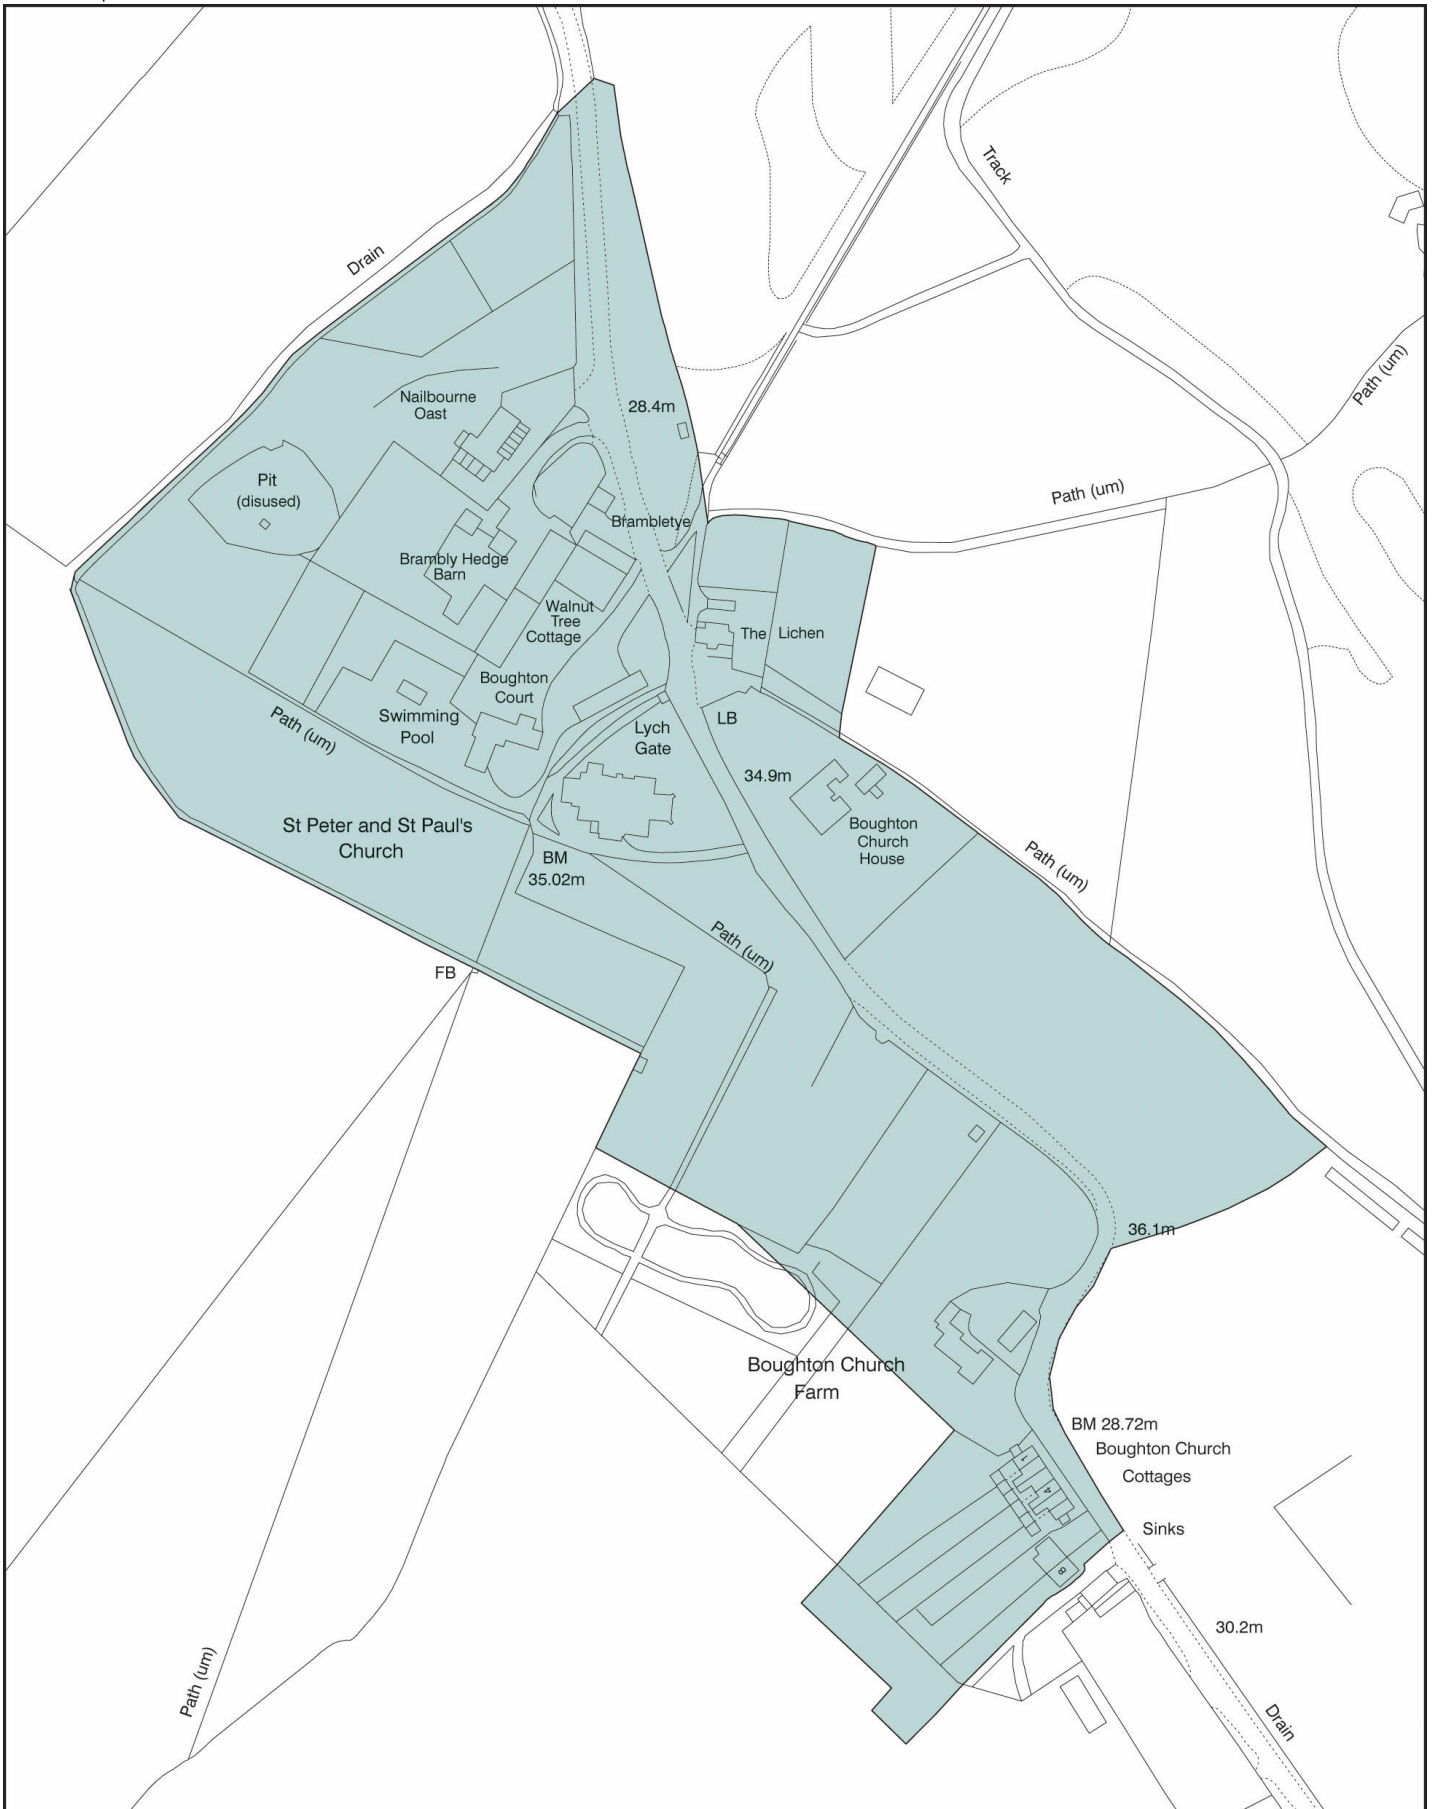 Track
Drain
Path (um)
Nailbourne
Oast
28.4m
Pit
(disused)
Path (um)
Brambletye
Brambly Hedge
Barn
Walnut
Tree
Cottage
The Lichen
Boughton
Court
Swimming
Pool
Path (um)
LB
Lych
Gate
34.9m
St Peter and St Paul's
Church
Boughton
Church
House
BM
35.02m
Path (um)
Path (um)
FB
36.1m
Boughton Church
Farm
BM 28.72m
Boughton Church
Cottages
1
4
Sinks
8
30.2m
Path (um)
Drain